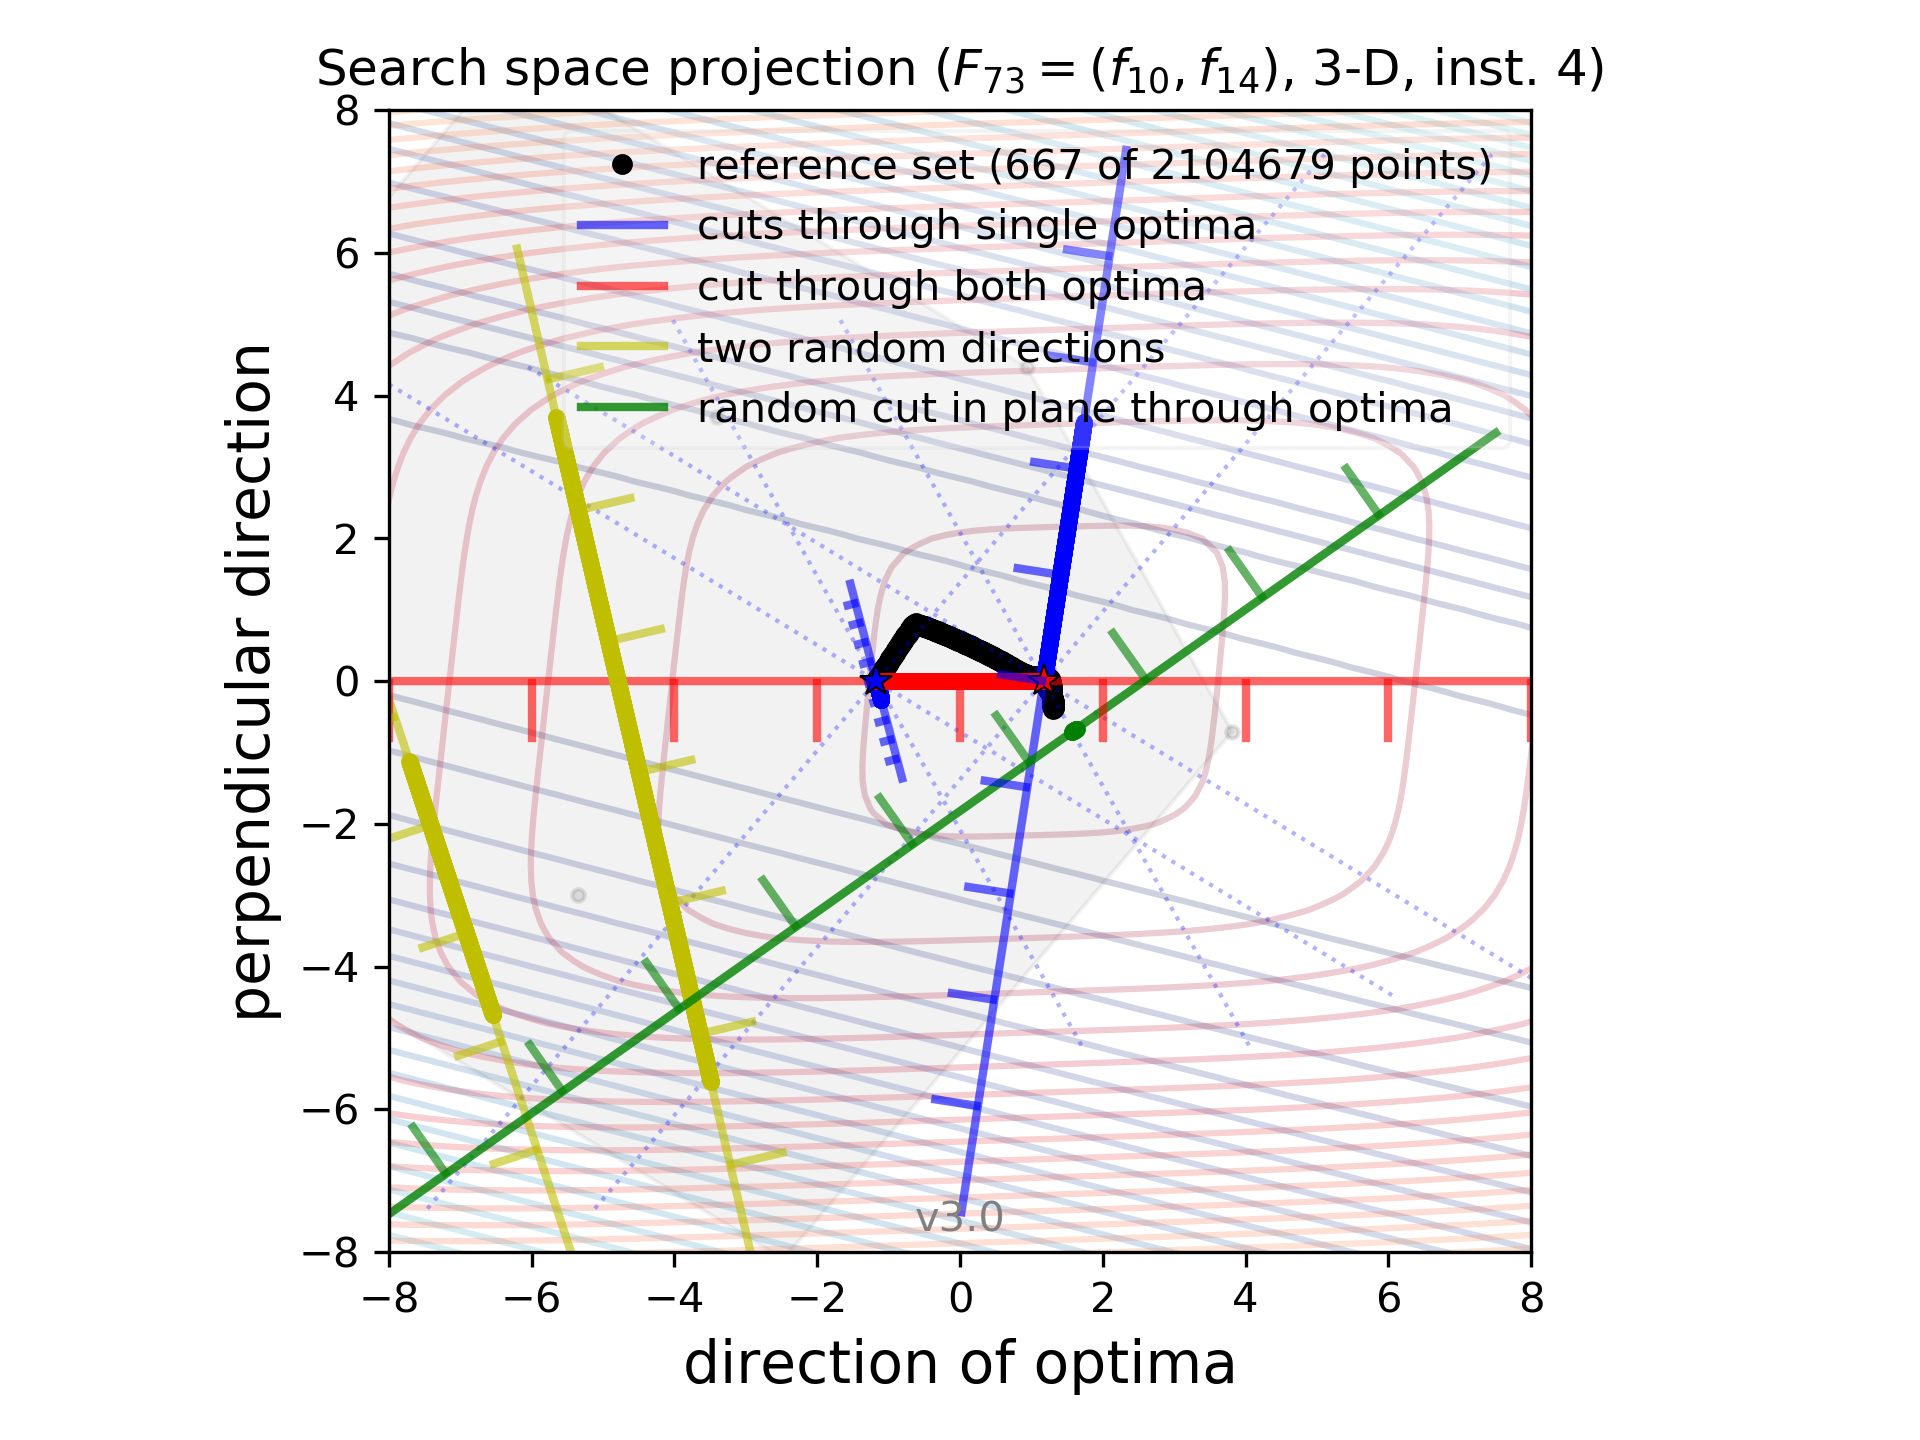 Search space projection (F₇₃ = (f₁₀, f₁₄), 3-D, inst. 4)
8
6
4
2
0
−2
−4
−6
−8
perpendicular direction
reference set (667 of 2104679 points)
cuts through single optima
cut through both optima
two random directions
random cut in plane through optima
v3.0
−8 −6 −4 −2 0 2 4 6 8
direction of optima